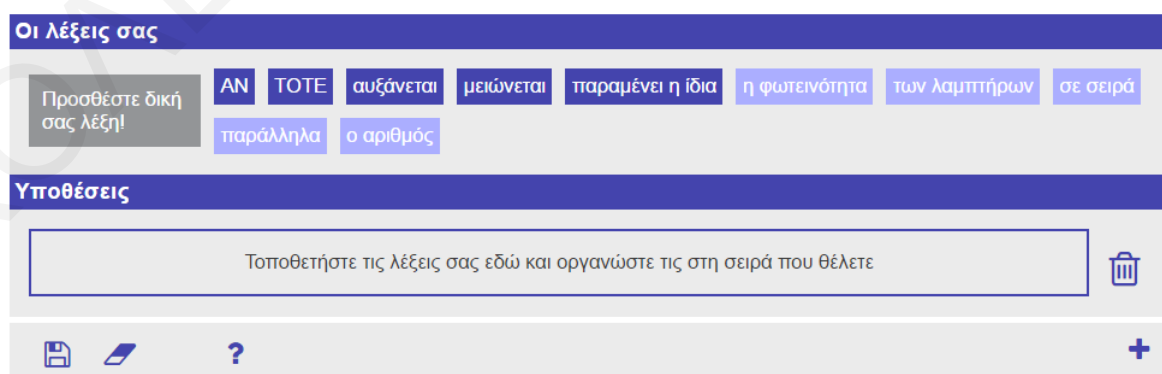 Οι λέξεις σας
Προσθέστε δική
σας λέξη!
ΑΝ ΤΟΤΕ αυξάνεται μειώνεται παραμένει η ίδια η φωτεινότητα των λαμπτήρων σε σειρά
παράλληλα ο αριθμός
Υποθέσεις
Τοποθετήστε τις λέξεις σας εδώ και οργανώστε τις στη σειρά που θέλετε
?